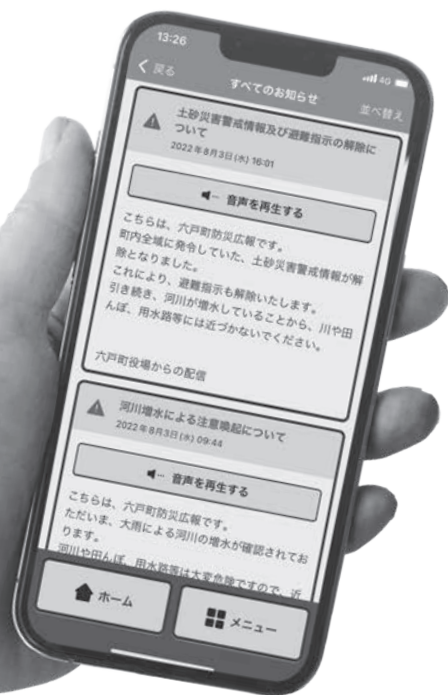 13:26
4G
戻る
すべてのお知らせ
並べ替え
土砂災害警戒情報及び避難指示の解除に
ついて
2022年8月3日(水) 16:01
音声を再生する
こちらは、六戸町防災広報です。
町内全域に発令していた、土砂災害警戒情報が解
除となりました。
これにより、避難指示も解除いたします。
引き続き、河川が増水していることから、川や田
んぼ、用水路等には近づかないでください。
六戸町役場からの配信
河川増水による注意喚起について
2022年8月3日(水) 09:44
音声を再生する
こちらは、六戸町防災広報です。
ただいま、大雨による河川の増水が確認されてお
ります。
河川や田んぼ、用水路等は大変危険ですので、近
ホーム
メニュー